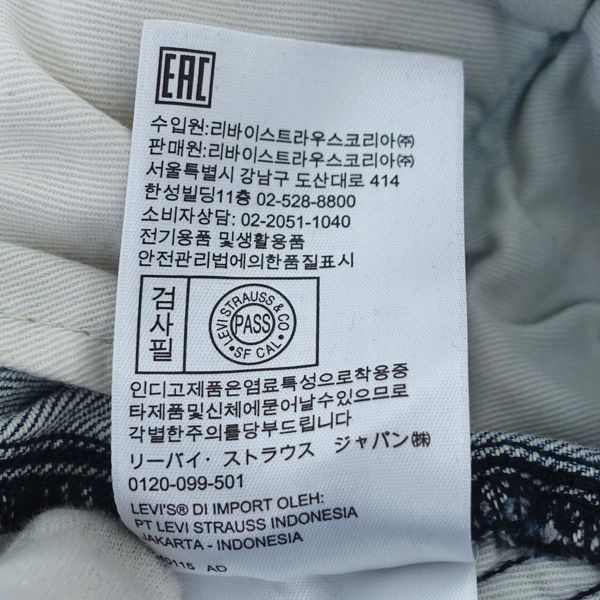 EAC
수입원:리바이스트라우스코리아㈜
판매원:리바이스트라우스코리아㈜
서울특별시 강남구 도산대로 414
한성빌딩11층 02-528-8800
소비자상담: 02-2051-1040
전기용품 및생활용품
안전관리법에의한품질표시
검사필
LEVI STRAUSS & CO
PASS
• SF CAL •
인디고제품은염료특성으로착용중
타제품및신체에묻어날수있으므로
각별한주의를당부드립니다
リーバイ・ストラウス ジャパン㈱
0120-099-501
LEVI'S® DI IMPORT OLEH:
PT LEVI STRAUSS INDONESIA
JAKARTA - INDONESIA
AD